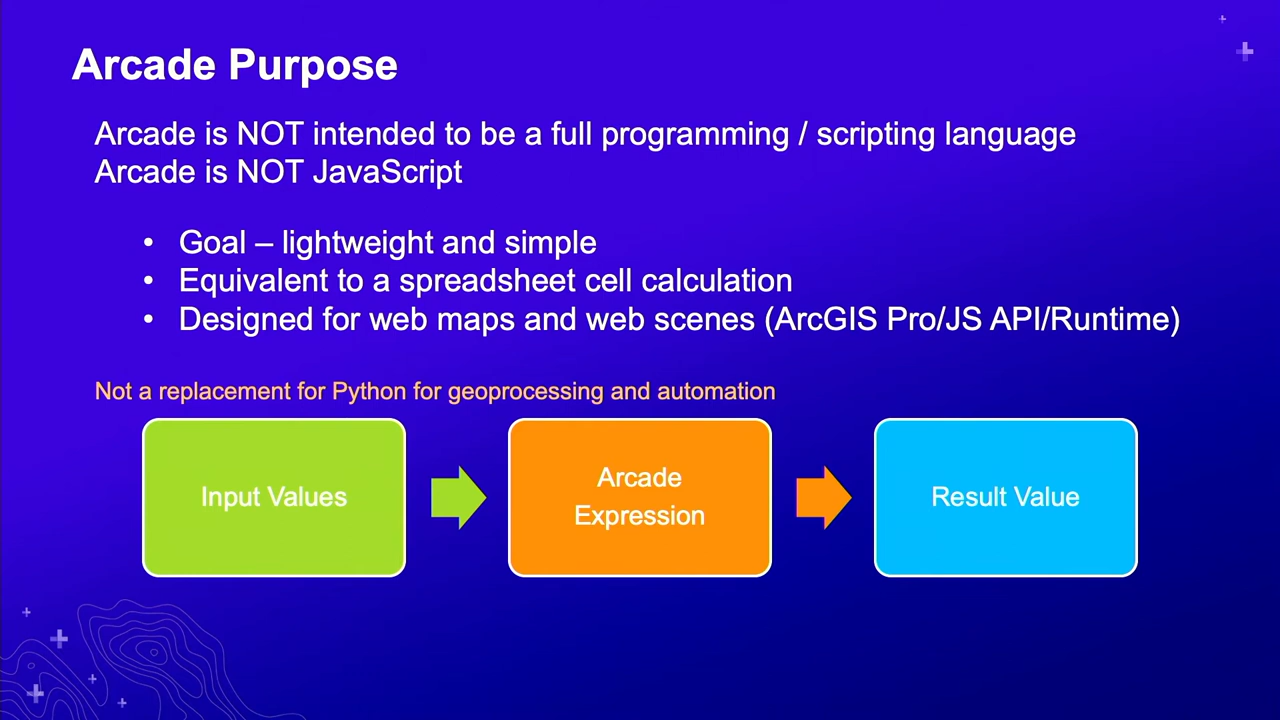 Arcade Purpose
Arcade is NOT intended to be a full programming / scripting language
Arcade is NOT JavaScript
• Goal – lightweight and simple
• Equivalent to a spreadsheet cell calculation
• Designed for web maps and web scenes (ArcGIS Pro/JS API/Runtime)
Not a replacement for Python for geoprocessing and automation
Input Values
Arcade
Expression
Result Value